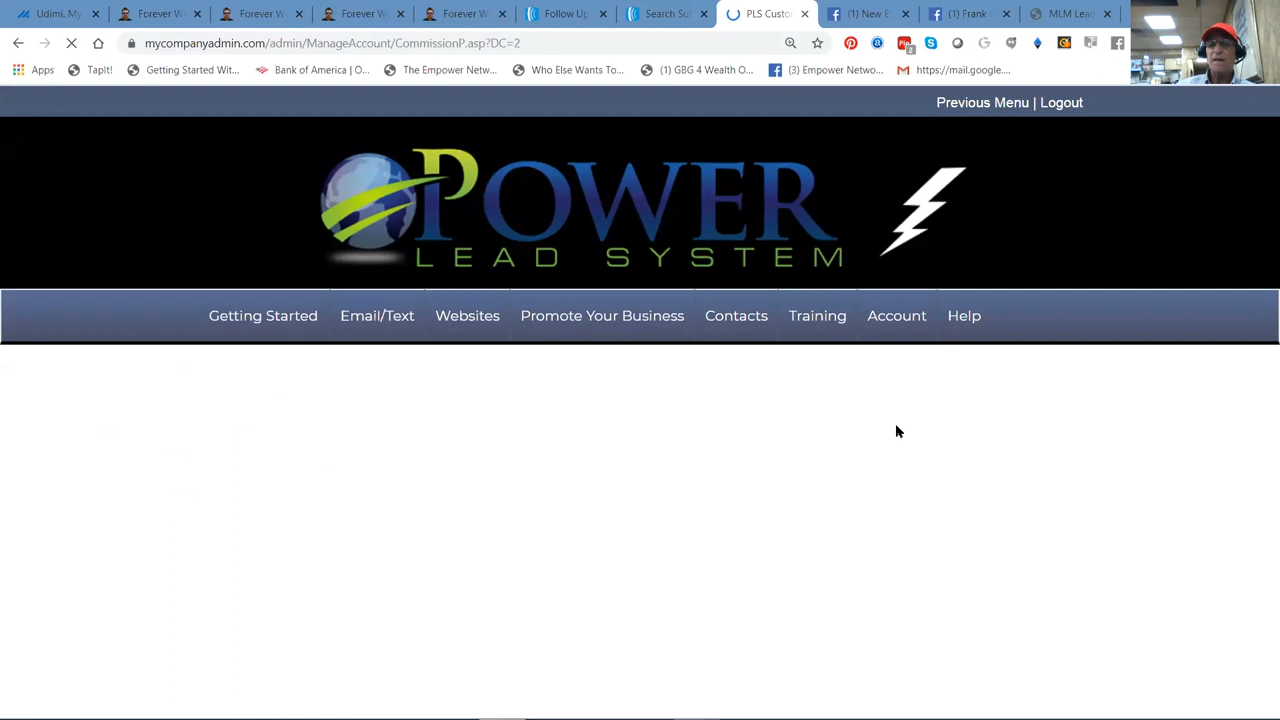 Udimi. My
Forever W
Forever W
Forever W
Forever W
Follow Up
Search Su
PLS Custo
(1) New E
(1) Frank
MLM Lead
mycompanadmin.com/admin/ManageAccount/CommissionP.asp?DC=2
2
Apps
TapIt!
Getting Started Wit...
Bank of America | O...
The Empower Netw...
Who Else Wants To...
(1) GBG 4 Wealth O...
(3) Empower Netwo...
https://mail.google....
Previous Menu | Logout
POWER
LEAD SYSTEM
Getting Started
Email/Text
Websites
Promote Your Business
Contacts
Training
Account
Help